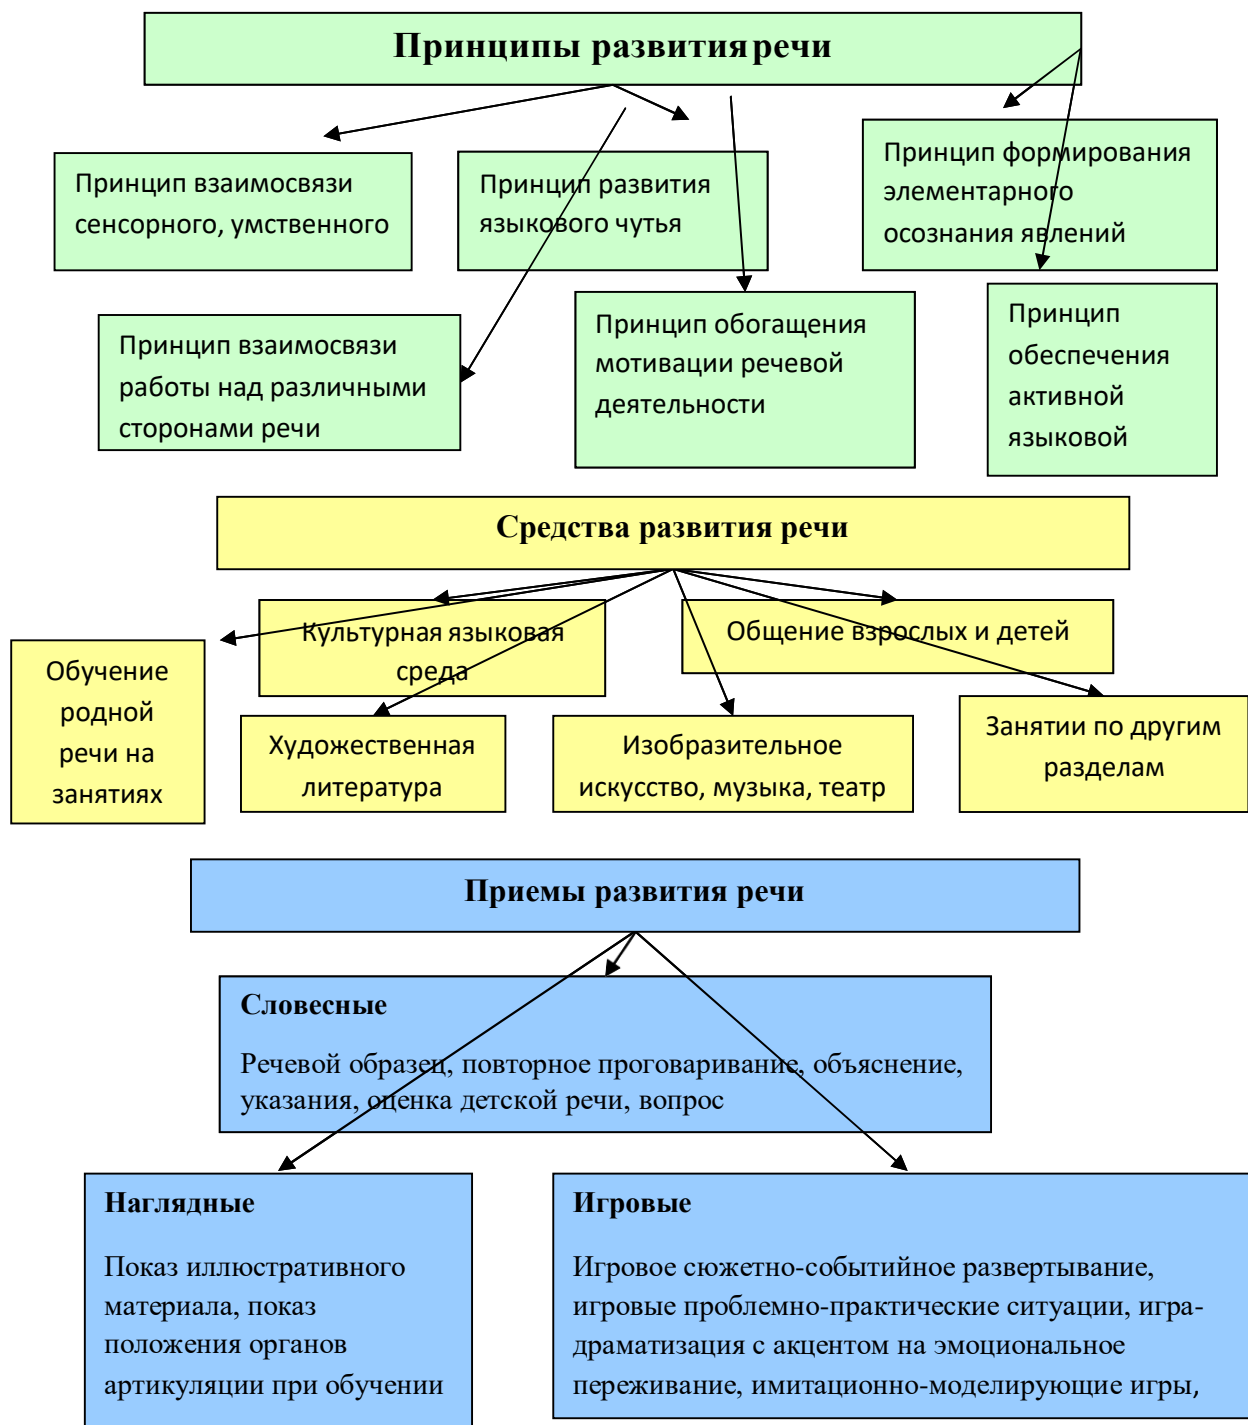 Принципы развития речи
Принцип взаимосвязи
сенсорного, умственного
Принцип развития
языкового чутья
Принцип формирования
элементарного
осознания явлений
Принцип взаимосвязи
работы над различными
сторонами речи
Принцип обогащения
мотивации речевой
деятельности
Принцип
обеспечения
активной
языковой
Средства развития речи
Культурная языковая
среда
Общение взрослых и детей
Обучение
родной
речи на
занятиях
Художественная
литература
Изобразительное
искусство, музыка, театр
Занятии по другим
разделам
Приемы развития речи
Словесные
Речевой образец, повторное проговаривание, объяснение,
указания, оценка детской речи, вопрос
Наглядные
Показ иллюстративного
материала, показ
положения органов
артикуляции при обучении
Игровые
Игровое сюжетно-событийное развертывание,
игровые проблемно-практические ситуации, игра-
драматизация с акцентом на эмоциональное
переживание, имитационно-моделирующие игры,